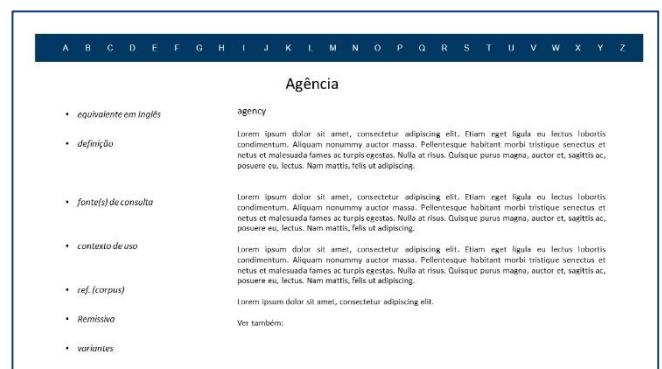 A B C D E F G H I J K L M N O P Q R S T U V W X Y Z
Agência
• equivalente em Inglês
agency
• definição
Lorem ipsum dolor sit amet, consectetur adipiscing elit. Etiam eget ligula eu lectus lobortis
condimentum. Aliquam nonummy auctor massa. Pellentesque habitant morbi tristique senectus et
netus et malesuada fames ac turpis egestas. Nulla at risus. Quisque purus magna, auctor et, sagittis ac,
posuere eu, lectus. Nam mattis, felis ut adipiscing.
• fonte(s) de consulta
Lorem ipsum dolor sit amet, consectetur adipiscing elit. Etiam eget ligula eu lectus lobortis
condimentum. Aliquam nonummy auctor massa. Pellentesque habitant morbi tristique senectus et
netus et malesuada fames ac turpis egestas. Nulla at risus. Quisque purus magna, auctor et, sagittis ac,
posuere eu, lectus. Nam mattis, felis ut adipiscing.
• contexto de uso
Lorem ipsum dolor sit amet, consectetur adipiscing elit. Etiam eget ligula eu lectus lobortis
condimentum. Aliquam nonummy auctor massa. Pellentesque habitant morbi tristique senectus et
netus et malesuada fames ac turpis egestas. Nulla at risus. Quisque purus magna, auctor et, sagittis ac,
posuere eu, lectus. Nam mattis, felis ut adipiscing.
• ref. (corpus)
Lorem ipsum dolor sit amet, consectetur adipiscing elit.
• Remissiva
Ver também:
• variantes